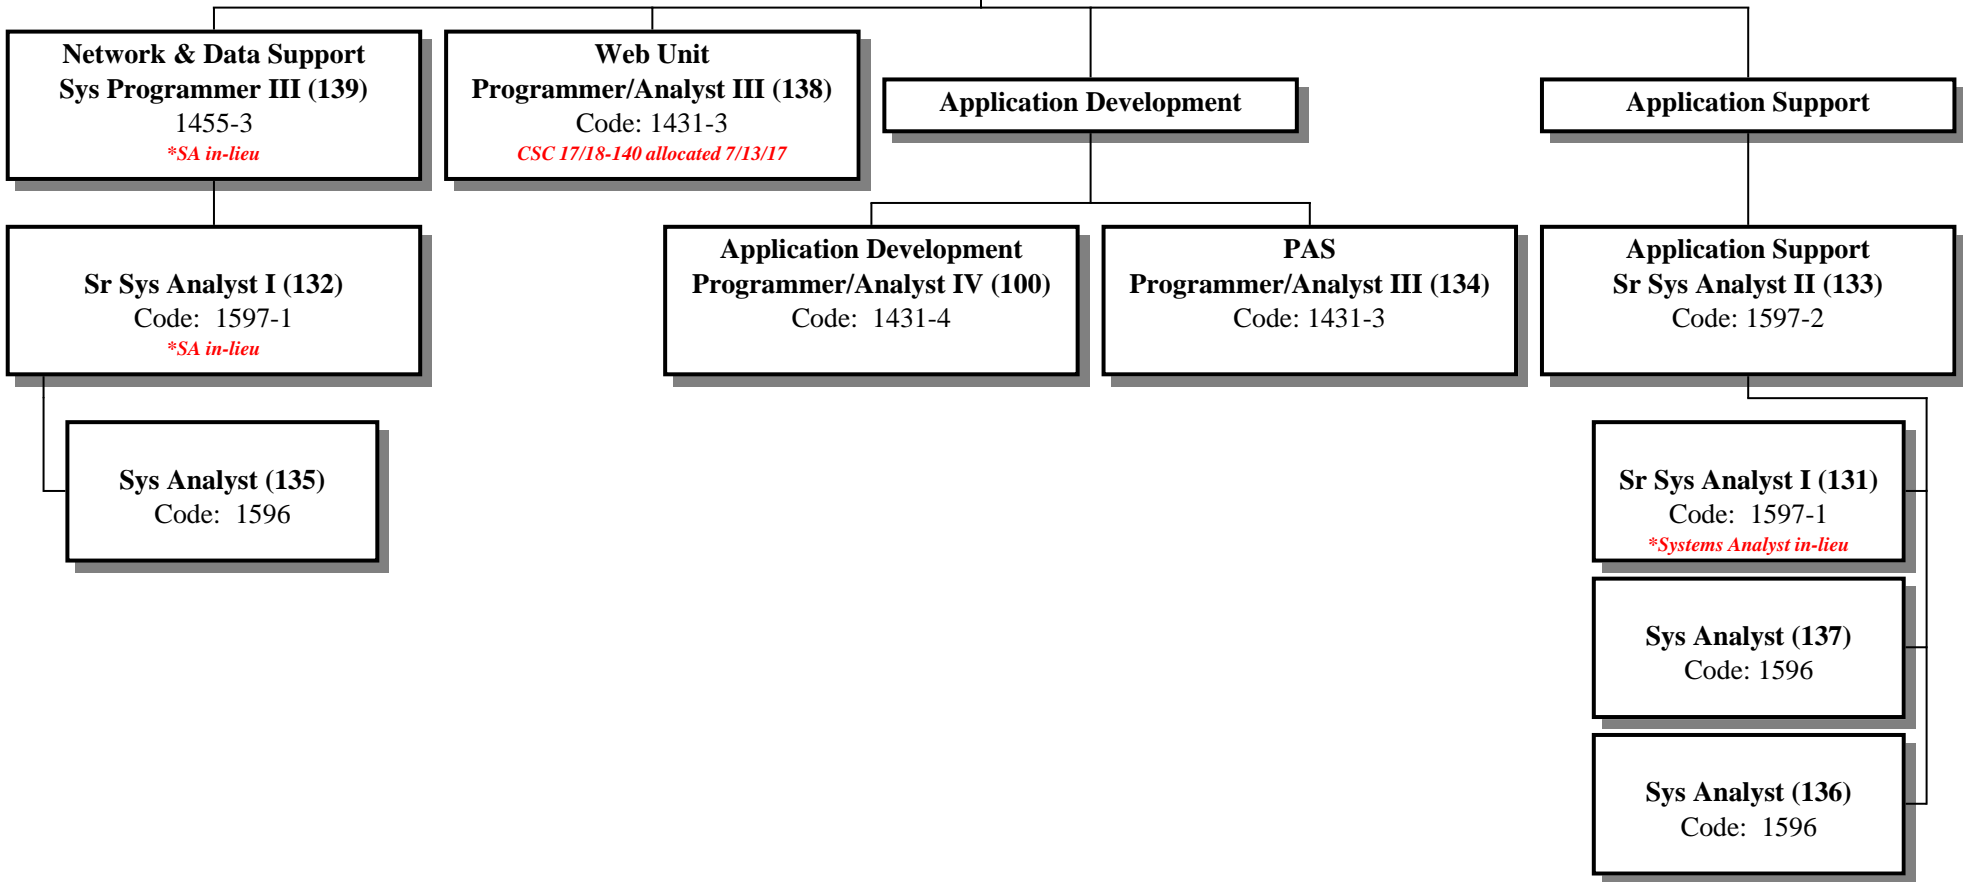 Network & Data Support
Sys Programmer III (139)
1455-3
*SA in-lieu
Web Unit
Programmer/Analyst III (138)
Code: 1431-3
CSC 17/18-140 allocated 7/13/17
Application Development
Application Support
Sr Sys Analyst I (132)
Code: 1597-1
*SA in-lieu
Application Development
Programmer/Analyst IV (100)
Code: 1431-4
PAS
Programmer/Analyst III (134)
Code: 1431-3
Application Support
Sr Sys Analyst II (133)
Code: 1597-2
Sys Analyst (135)
Code: 1596
Sr Sys Analyst I (131)
Code: 1597-1
*Systems Analyst in-lieu
Sys Analyst (137)
Code: 1596
Sys Analyst (136)
Code: 1596